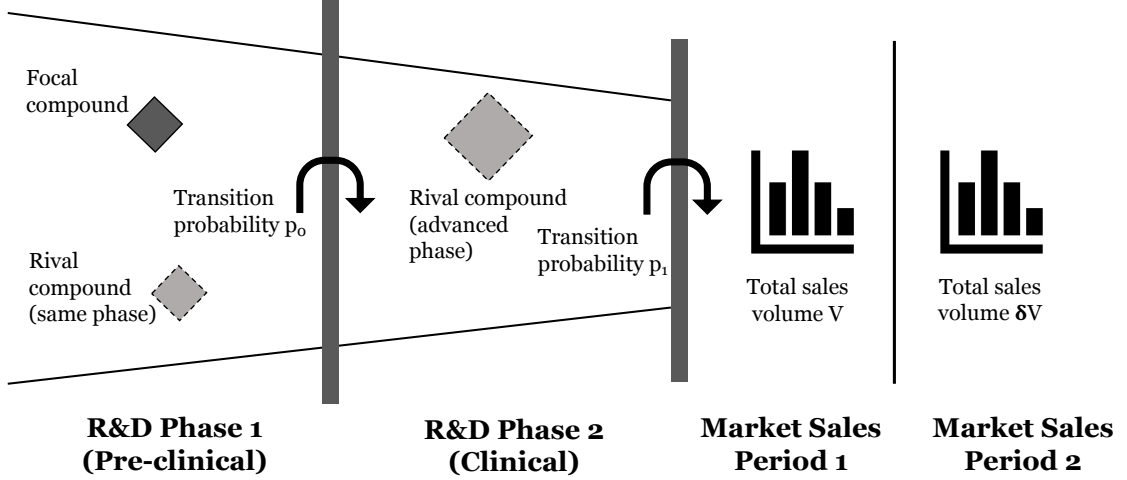 Focal
compound
Transition
probability p₀
Rival
compound
(same phase)
Rival compound
(advanced
phase)
Transition
probability p₁
Total sales
volume V
Total sales
volume δV
R&D Phase 1
(Pre-clinical)
R&D Phase 2
(Clinical)
Market Sales
Period 1
Market Sales
Period 2